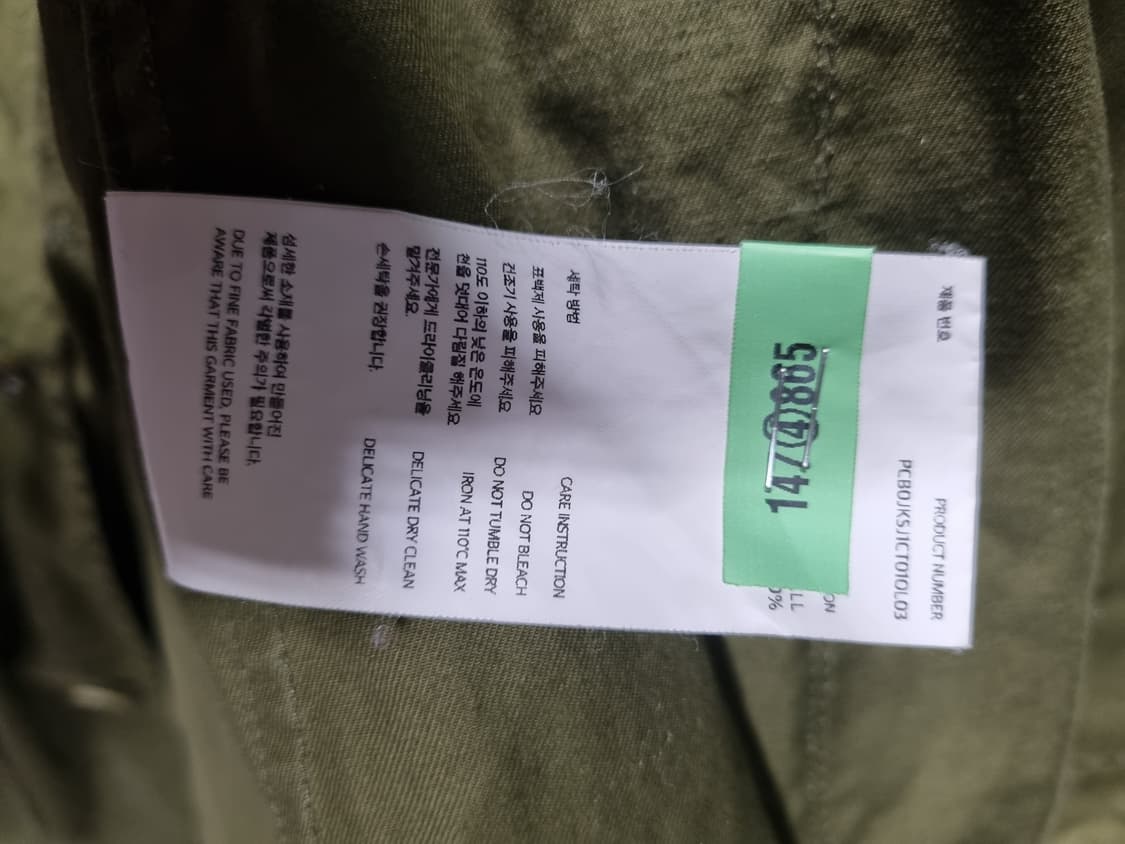 제품 번호
PRODUCT NUMBER
PCB0JKSJ1CT010L03
ON
LL
0%
세탁 방법
CARE INSTRUCTION
표백제 사용을 피해주세요
DO NOT BLEACH
건조기 사용을 피해주세요
DO NOT TUMBLE DRY
110도 이하의 낮은 온도에
천을 덧대어 다림질 해주세요
IRON AT 110℃ MAX
전문가에게 드라이클리닝을
맡겨주세요.
DELICATE DRY CLEAN
손세탁을 권장합니다.
DELICATE HAND WASH
섬세한 소재를 사용하여 만들어진
제품으로써 각별한 주의가 필요합니다.
DUE TO FINE FABRIC USED, PLEASE BE
AWARE THAT THIS GARMENT WITH CARE